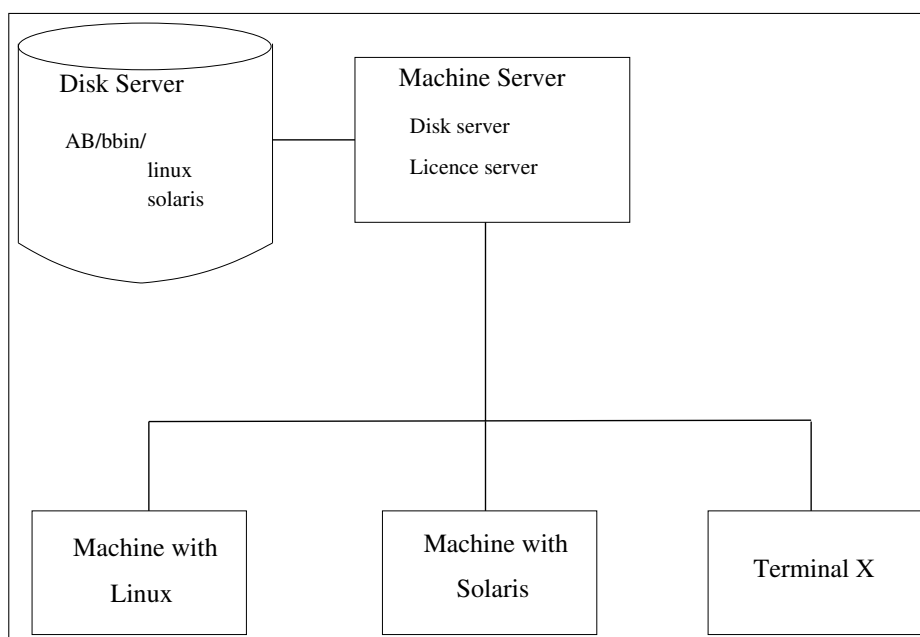 Disk Server
AB/bbin/
linux
solaris
Machine Server
Disk server
Licence server
Machine with
Linux
Machine with
Solaris
Terminal X